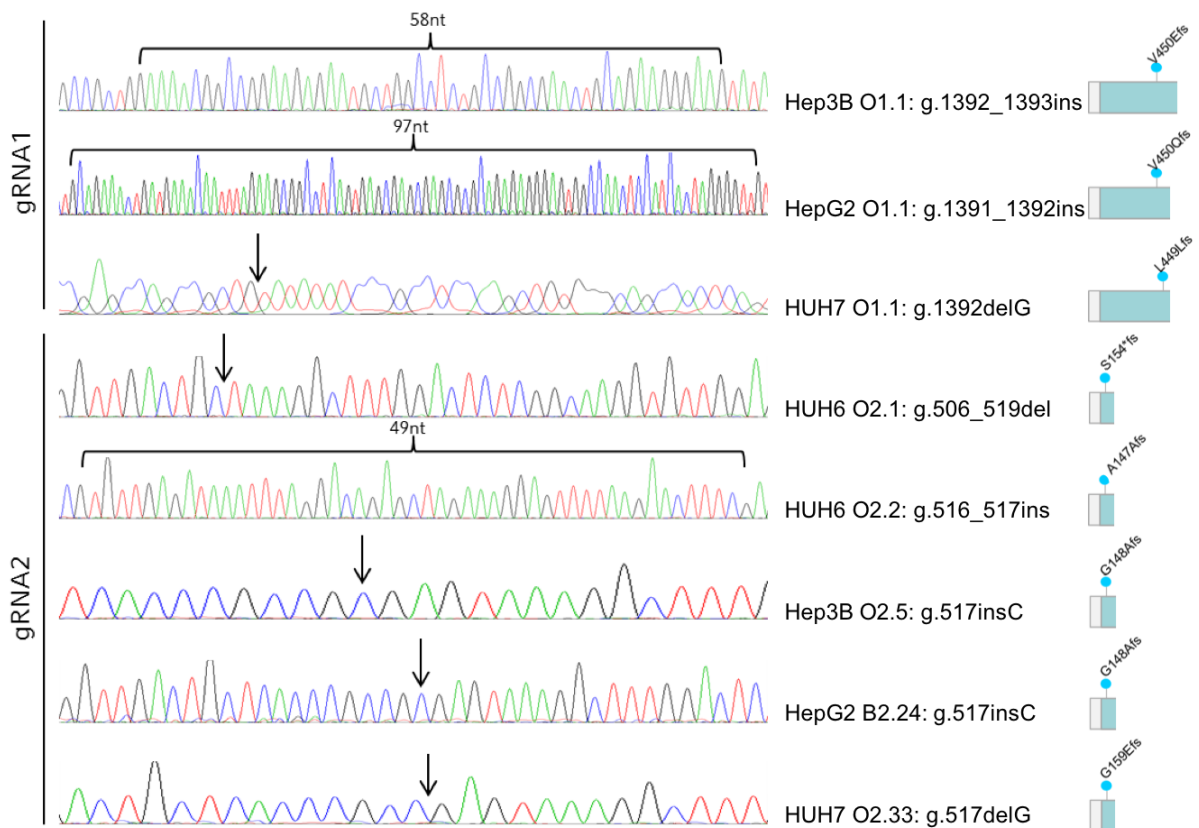 gRNA1
58nt
Hep3B O1.1: g.1392_1393ins
V450Efs
97nt
HepG2 O1.1: g.1391_1392ins
V450Qfs
HUH7 O1.1: g.1392delG
L449Lfs
gRNA2
HUH6 O2.1: g.506_519del
S154*fs
49nt
HUH6 O2.2: g.516_517ins
A147Afs
Hep3B O2.5: g.517insC
G148Afs
HepG2 B2.24: g.517insC
G148Afs
HUH7 O2.33: g.517delG
G159Efs